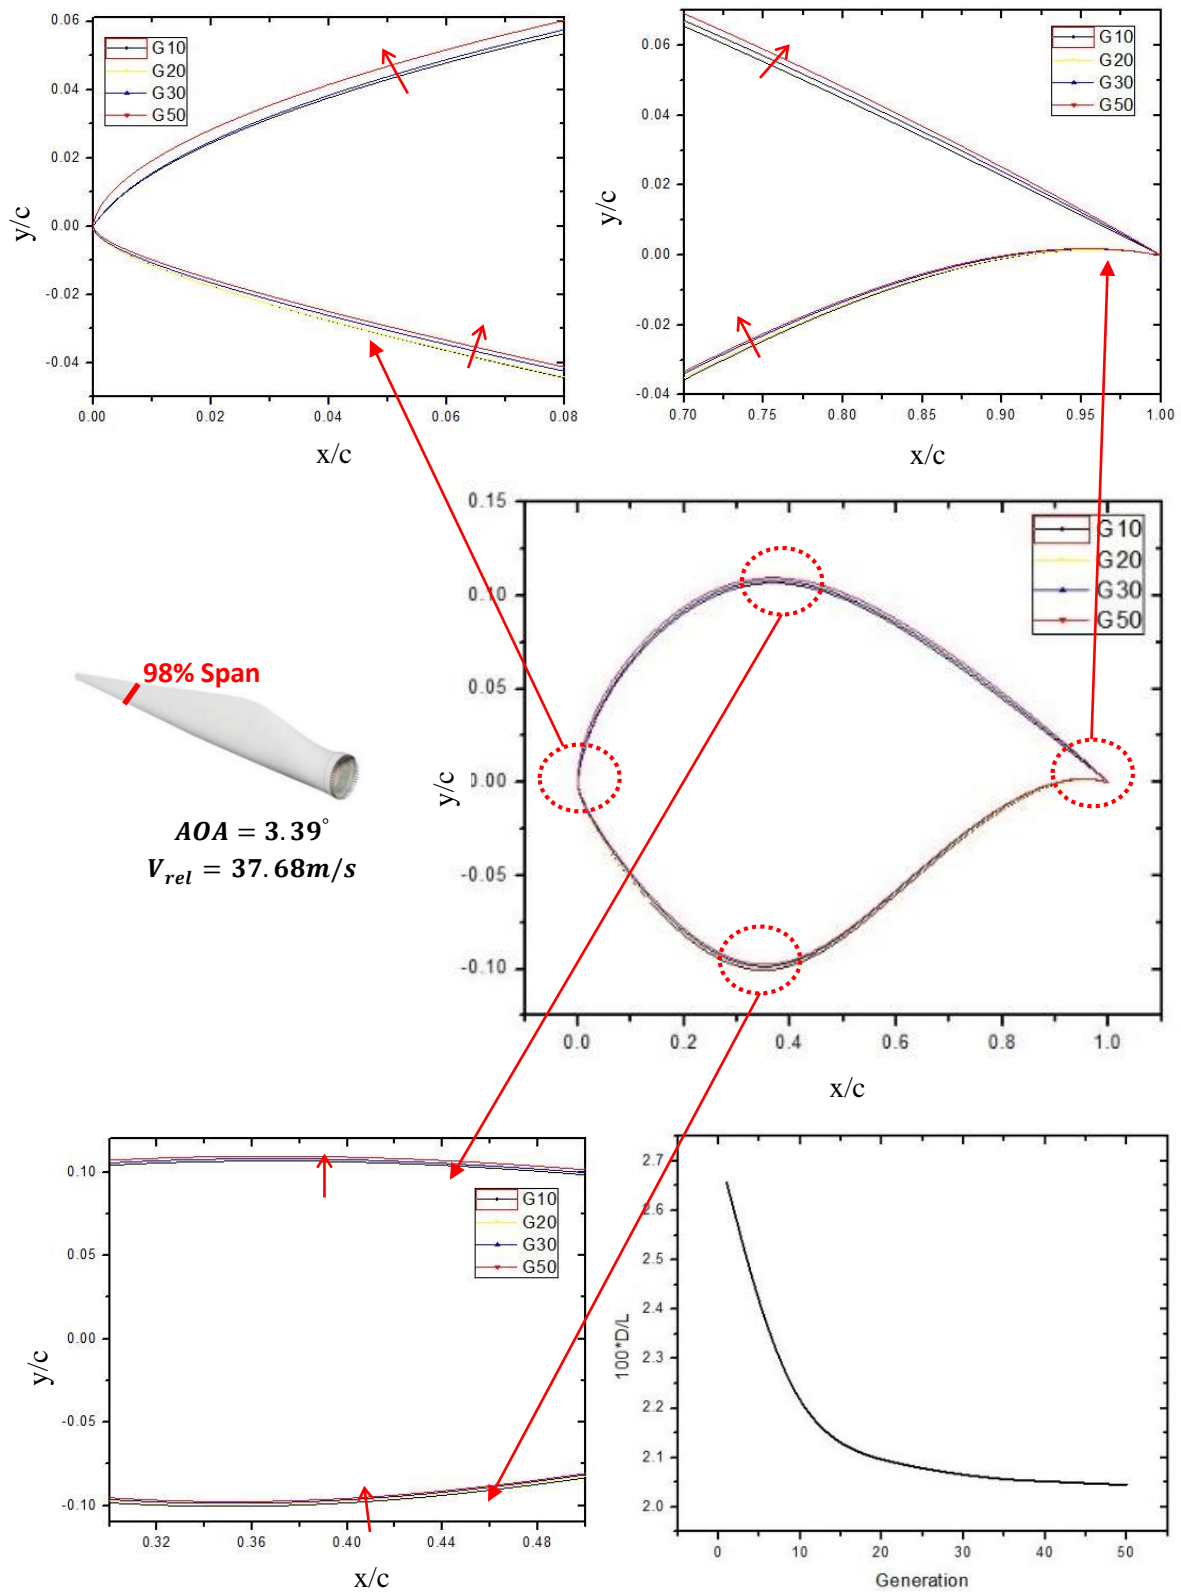 0.06
0.04
0.02
0.00
-0.02
-0.04
y/c
G10
G20
G30
G50
0.00
0.02
0.04
0.06
0.08
x/c
0.06
0.04
0.02
0.00
-0.02
-0.04
y/c
G10
G20
G30
G50
0.70
0.75
0.80
0.85
0.90
0.95
1.00
x/c
98% Span
AOA = 3.39°
V_rel = 37.68m/s
0.15
0.10
0.05
0.00
-0.05
-0.10
y/c
G10
G20
G30
G50
0.0
0.2
0.4
0.6
0.8
1.0
x/c
0.10
0.05
0.00
-0.05
-0.10
y/c
G10
G20
G30
G50
0.32
0.36
0.40
0.44
0.48
x/c
2.7
2.6
2.5
2.4
2.3
2.2
2.1
2.0
100*D/L
0
10
20
30
40
50
Generation